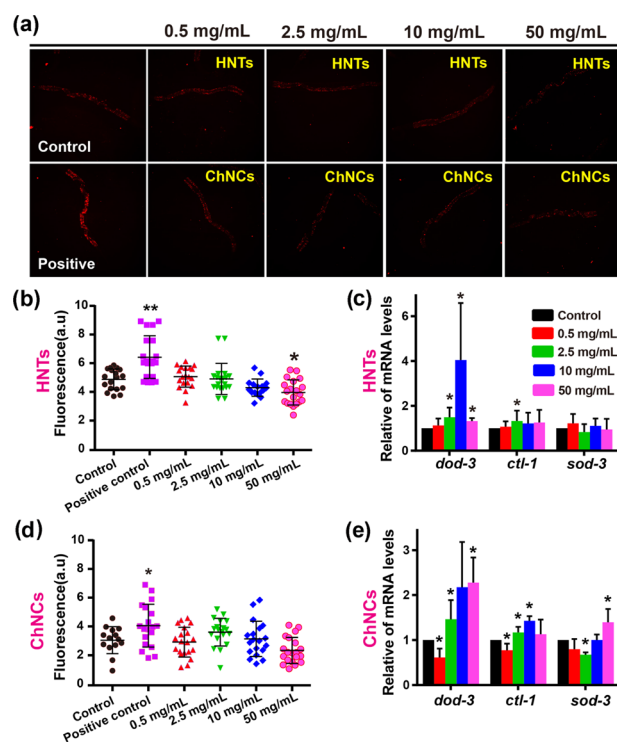 (a)
0.5 mg/mL 2.5 mg/mL 10 mg/mL 50 mg/mL
HNTs HNTs HNTs HNTs
Control
ChNCs ChNCs ChNCs ChNCs
Positive
(b)
HNTs
Fluorescence(a.u)
10
8
6
4
2
0
**
*
Control
Positive control
0.5 mg/mL
2.5 mg/mL
10 mg/mL
50 mg/mL
(c)
HNTs
Relative of mRNA levels
6
4
2
0
Control
0.5 mg/mL
2.5 mg/mL
10 mg/mL
50 mg/mL
* * * *
dod-3 ctl-1 sod-3
(d)
ChNCs
Fluorescence(a.u)
10
8
6
4
2
0
*
Control
Positive control
0.5 mg/mL
2.5 mg/mL
10 mg/mL
50 mg/mL
(e)
ChNCs
Relative of mRNA levels
3
2
1
0
* * * * * * * *
dod-3 ctl-1 sod-3